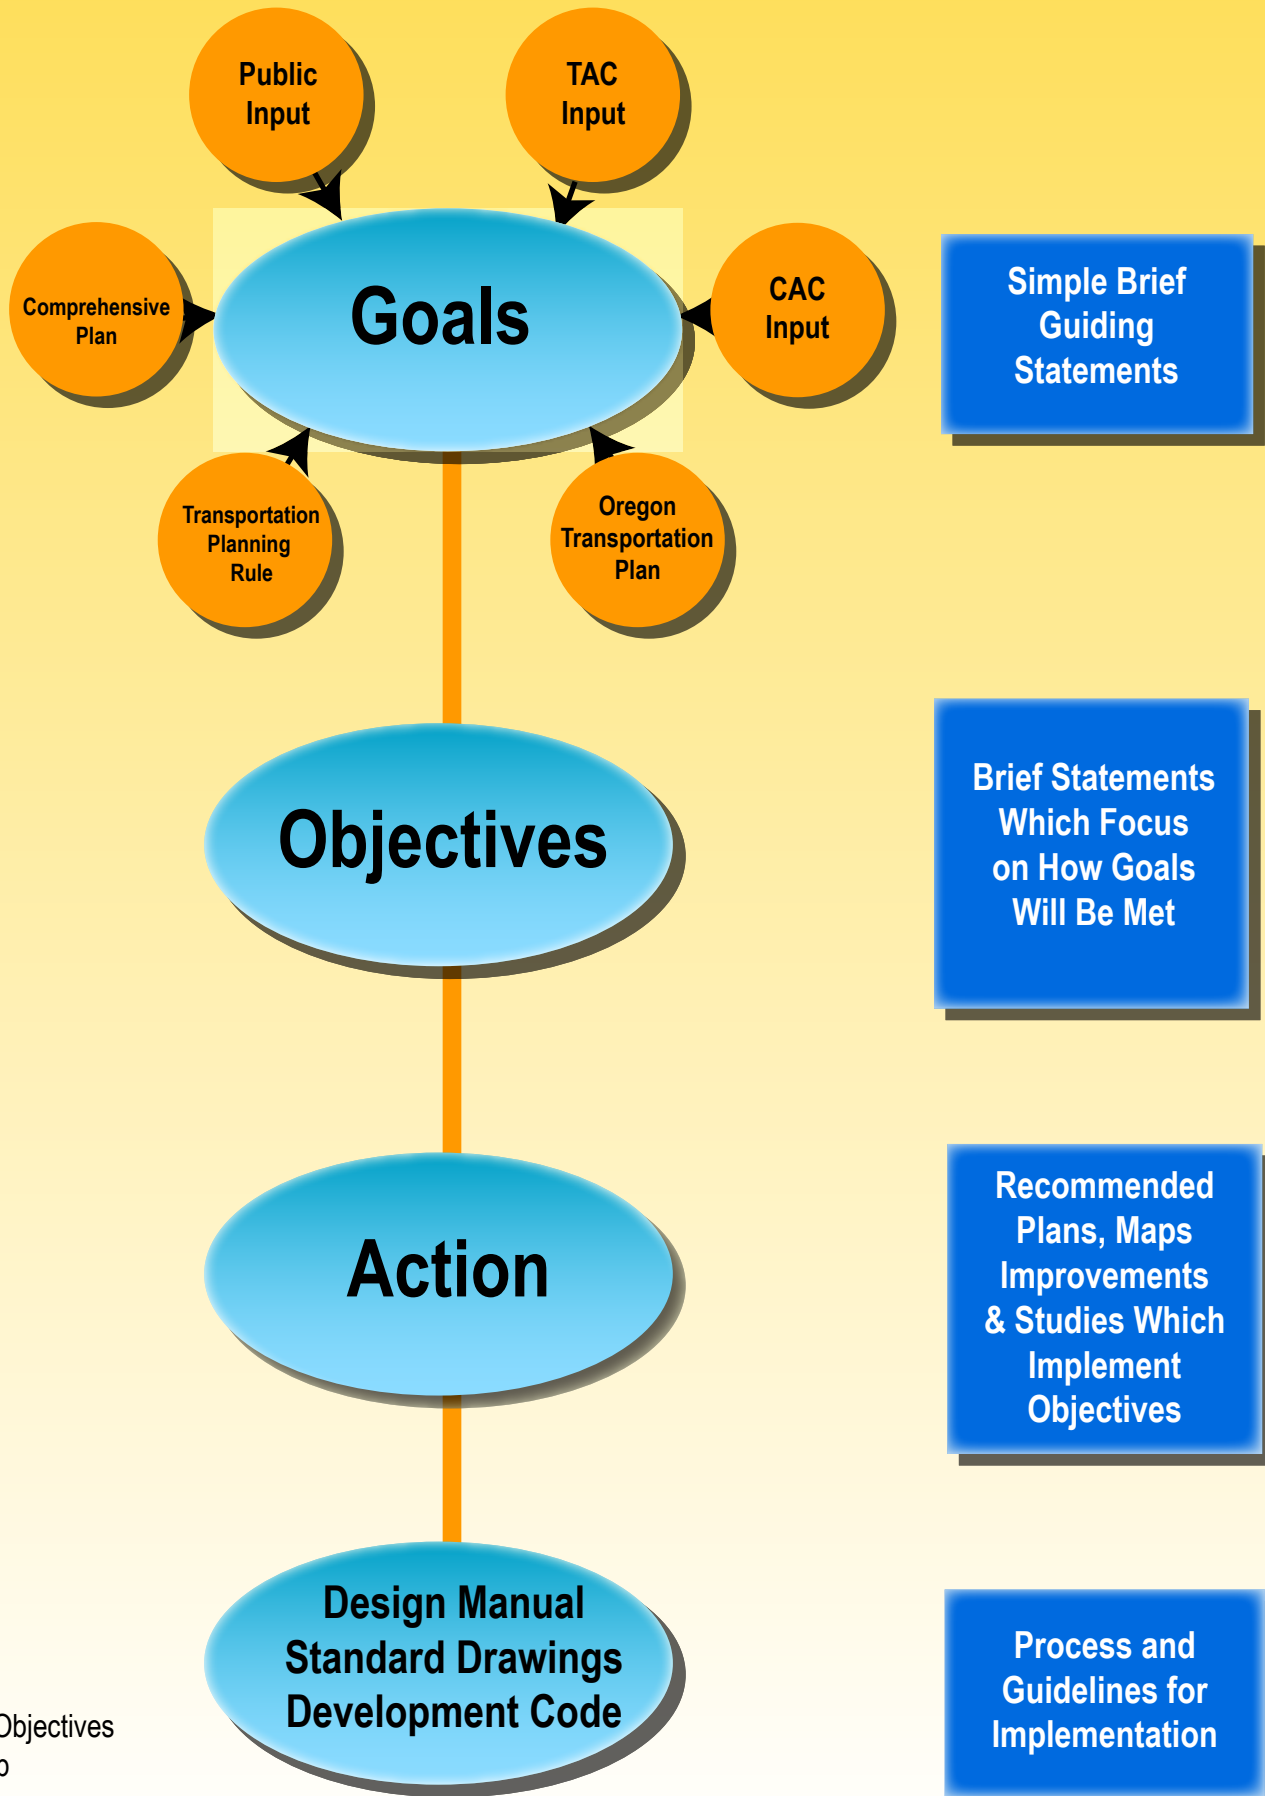 Public
Input
TAC
Input
Comprehensive
Plan
Goals
CAC
Input
Simple Brief
Guiding
Statements
Transportation
Planning
Rule
Oregon
Transportation
Plan
Objectives
Brief Statements
Which Focus
on How Goals
Will Be Met
Action
Recommended
Plans, Maps
Improvements
& Studies Which
Implement
Objectives
Design Manual
Standard Drawings
Development Code
Process and
Guidelines for
Implementation
Objectives